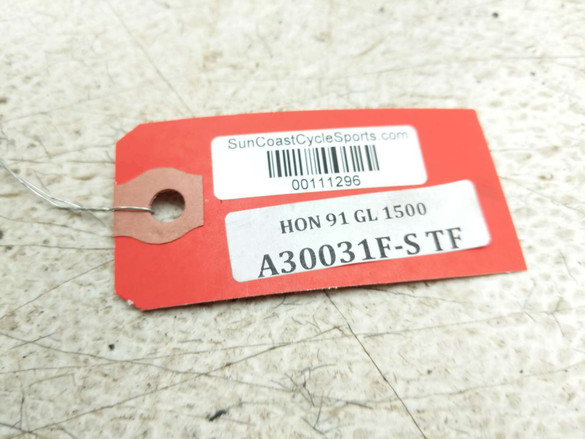 SunCoastCycleSports.com
00111296
HON 91 GL 1500
A30031F-S TF